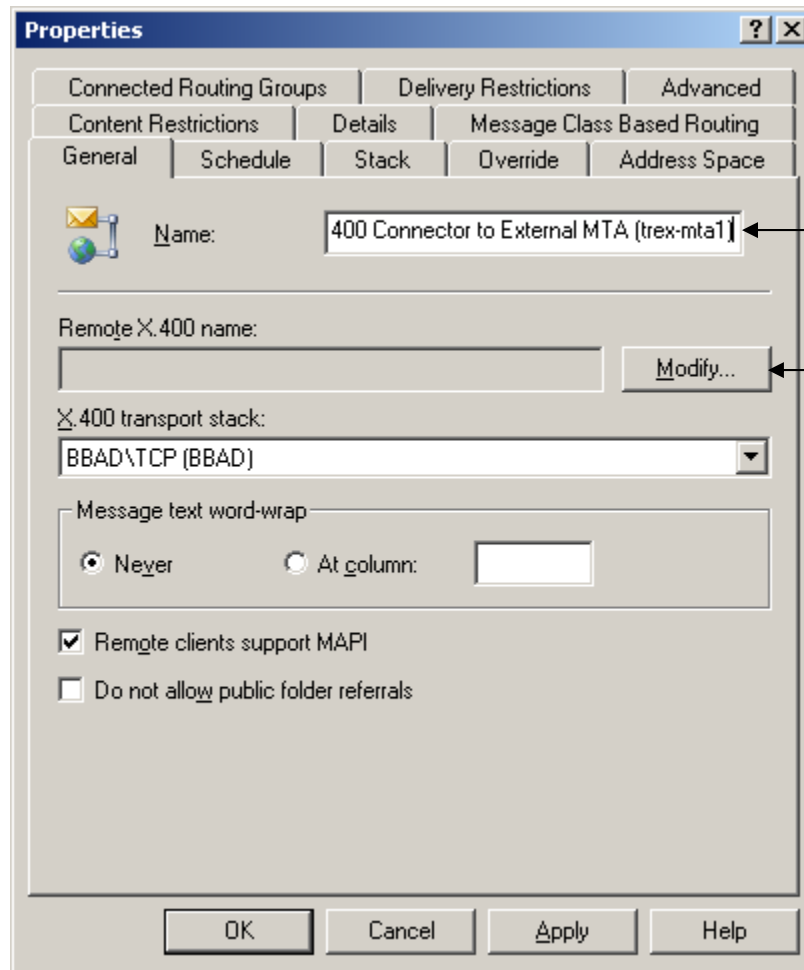 Properties
Connected Routing Groups Delivery Restrictions Advanced
Content Restrictions Details Message Class Based Routing
General Schedule Stack Override Address Space
Name: 400 Connector to External MTA (trex-mta1)
Remote X.400 name:
Modify...
X.400 transport stack:
BBAD\TCP (BBAD)
Message text word-wrap
Never At column:
Remote clients support MAPI
Do not allow public folder referrals
OK Cancel Apply Help